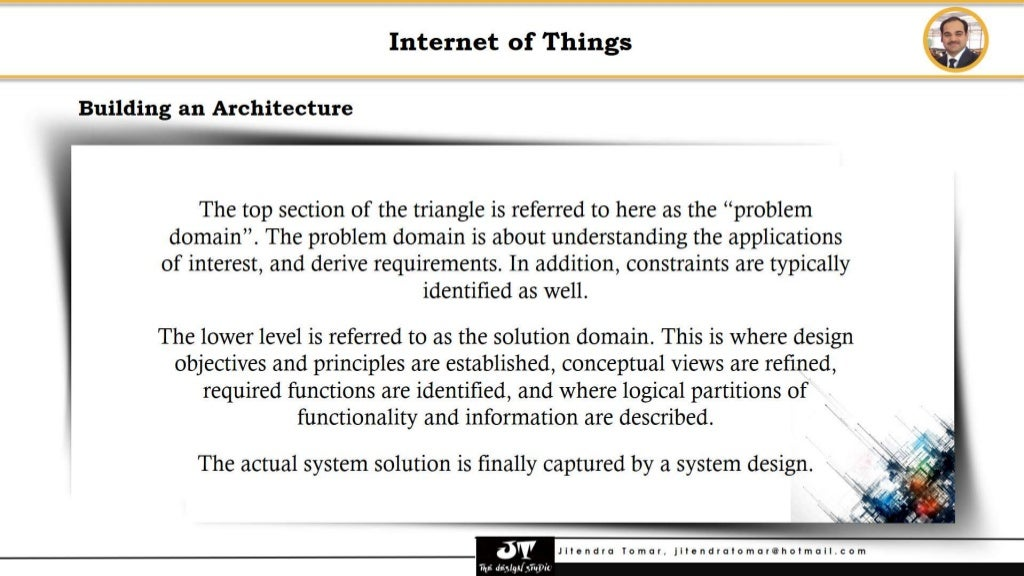 Internet of Things
Building an Architecture
The top section of the triangle is referred to here as the “problem
domain”. The problem domain is about understanding the applications
of interest, and derive requirements. In addition, constraints are typically
identified as well.
The lower level is referred to as the solution domain. This is where design
objectives and principles are established, conceptual views are refined,
required functions are identified, and where logical partitions of
functionality and information are described.
The actual system solution is finally captured by a system design.
JT
The design studio
Jitendra Tomar, jitendratomar@hotmail.com